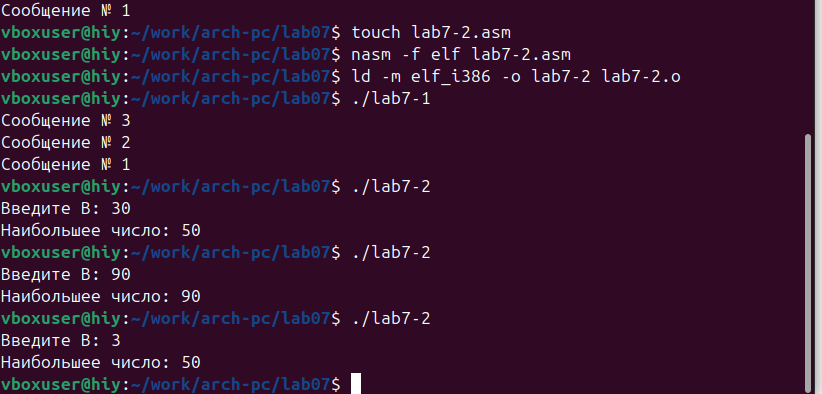 Сообщение № 1
vboxuser@hiy:~/work/arch-pc/lab07$ touch lab7-2.asm
vboxuser@hiy:~/work/arch-pc/lab07$ nasm -f elf lab7-2.asm
vboxuser@hiy:~/work/arch-pc/lab07$ ld -m elf_i386 -o lab7-2 lab7-2.o
vboxuser@hiy:~/work/arch-pc/lab07$ ./lab7-1
Сообщение № 3
Сообщение № 2
Сообщение № 1
vboxuser@hiy:~/work/arch-pc/lab07$ ./lab7-2
Введите B: 30
Наибольшее число: 50
vboxuser@hiy:~/work/arch-pc/lab07$ ./lab7-2
Введите B: 90
Наибольшее число: 90
vboxuser@hiy:~/work/arch-pc/lab07$ ./lab7-2
Введите B: 3
Наибольшее число: 50
vboxuser@hiy:~/work/arch-pc/lab07$